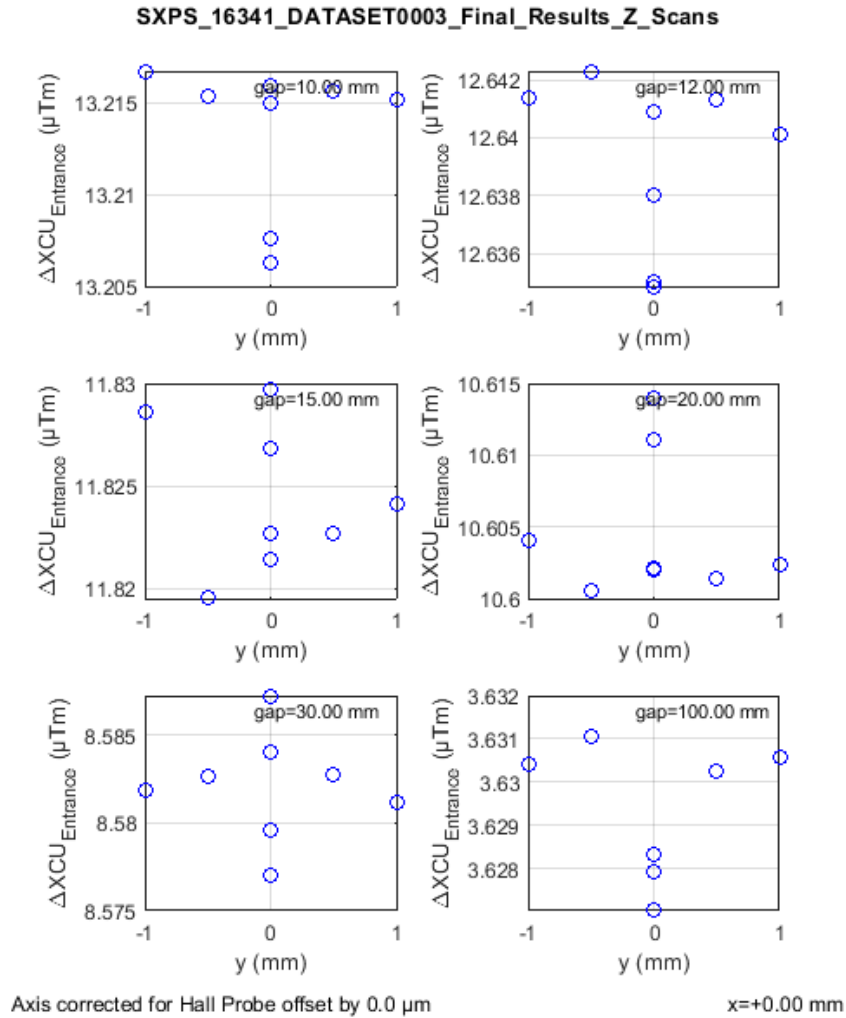 SXPS_16341_DATASET0003_Final_Results_Z_Scans
ΔXCU_Entrance (μTm)
gap=10.00 mm
13.215
13.21
13.205
-1 0 1
y (mm)
ΔXCU_Entrance (μTm)
gap=12.00 mm
12.642
12.64
12.638
12.636
-1 0 1
y (mm)
ΔXCU_Entrance (μTm)
gap=15.00 mm
11.83
11.825
11.82
-1 0 1
y (mm)
ΔXCU_Entrance (μTm)
gap=20.00 mm
10.615
10.61
10.605
10.6
-1 0 1
y (mm)
ΔXCU_Entrance (μTm)
gap=30.00 mm
8.585
8.58
8.575
-1 0 1
y (mm)
ΔXCU_Entrance (μTm)
gap=100.00 mm
3.632
3.631
3.63
3.629
3.628
-1 0 1
y (mm)
Axis corrected for Hall Probe offset by 0.0 μm
x=+0.00 mm